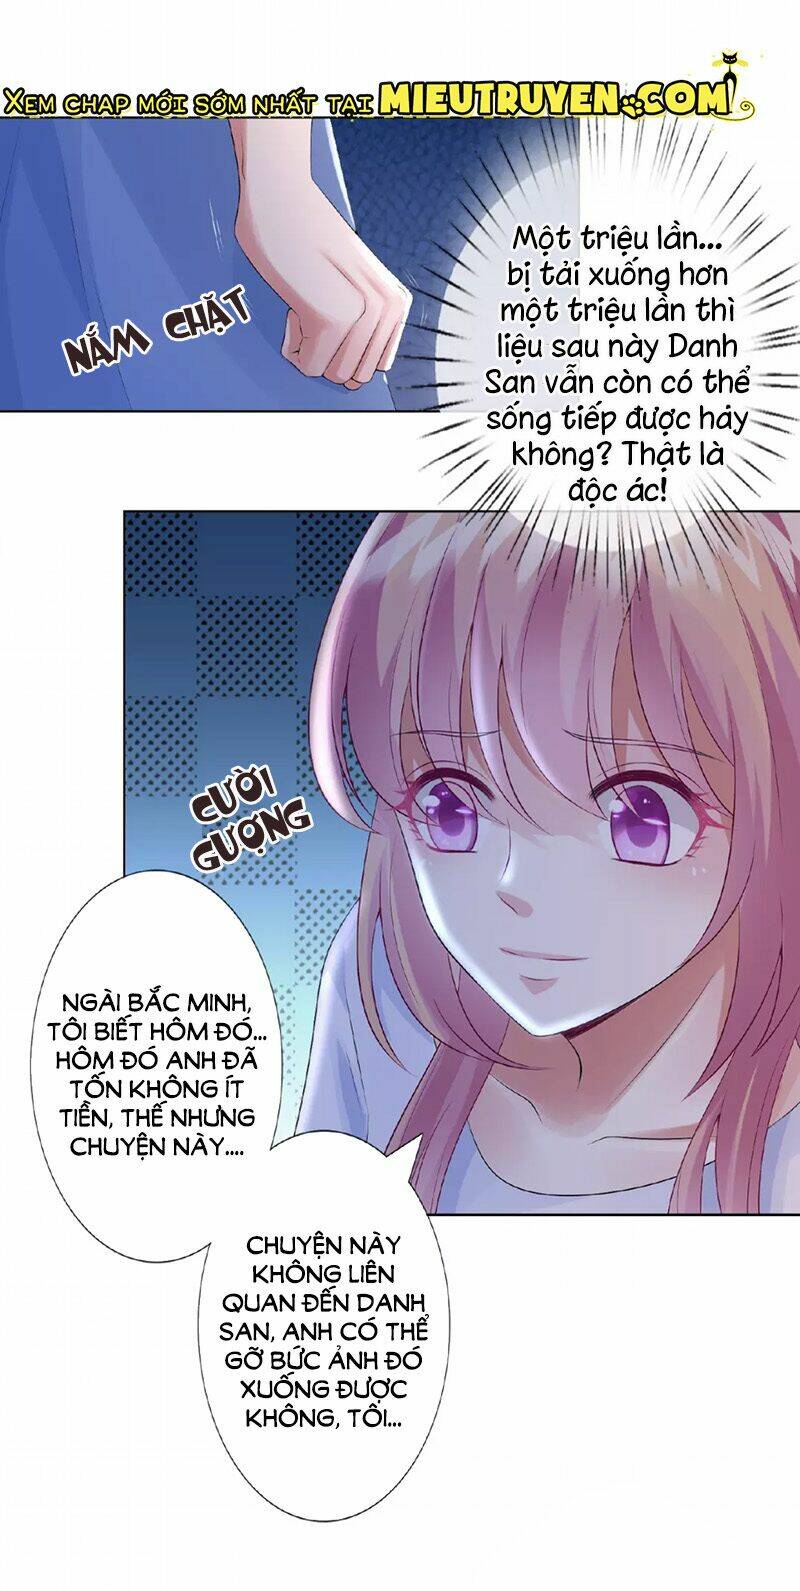 XEM CHAP MỚI SỚM NHẤT TẠI MIEUTRUYEN.COM
Một triệu lần...
bị tải xuống hơn
một triệu lần thì
liệu sau này Danh
San vẫn còn có thể
sống tiếp được hay
không? Thật là
độc ác!
NẮM CHẶT
CƯỜI
GƯỢNG
NGÀI BẮC MINH,
TÔI BIẾT HÔM ĐÓ...
HÔM ĐÓ ANH ĐÃ
TỐN KHÔNG ÍT
TIỀN, THẾ NHƯNG
CHUYỆN NÀY....
CHUYỆN NÀY
KHÔNG LIÊN
QUAN ĐẾN DANH
SAN, ANH CÓ THỂ
GỠ BỨC ẢNH ĐÓ
XUỐNG ĐƯỢC
KHÔNG, TÔI...